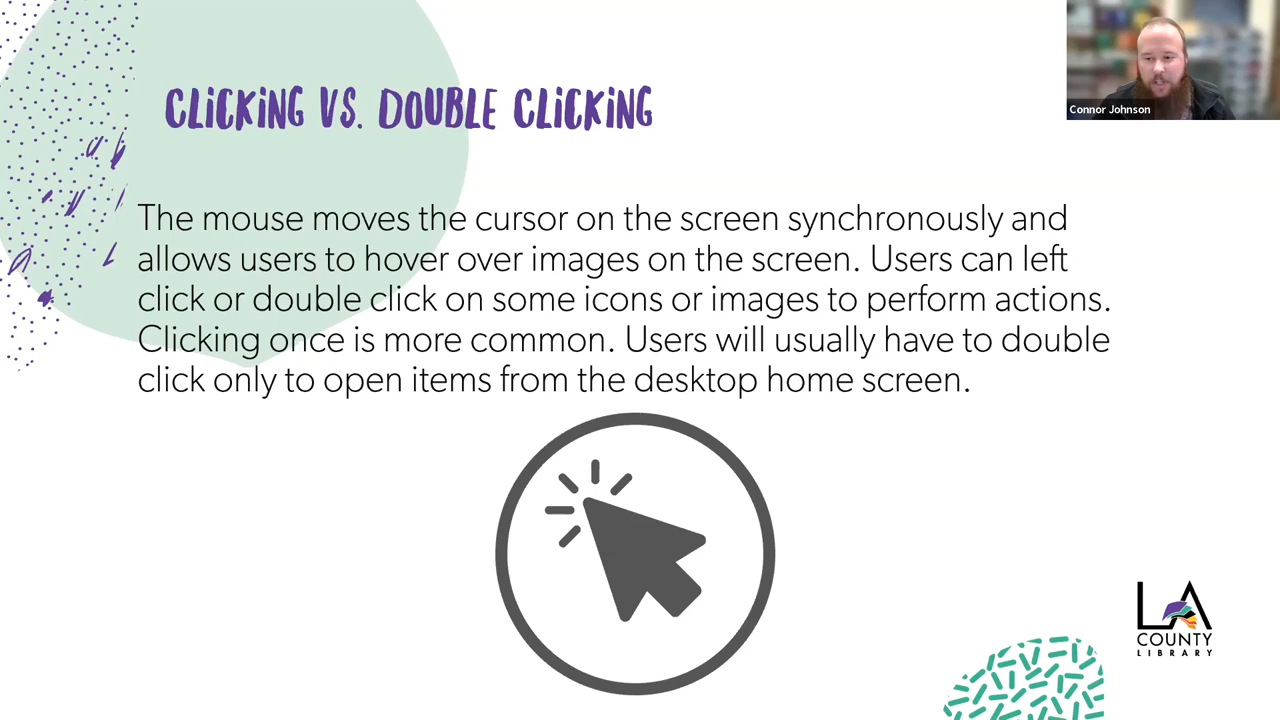 CLICKING VS. DOUBLE CLICKING
Connor Johnson
The mouse moves the cursor on the screen synchronously and
allows users to hover over images on the screen. Users can left
click or double click on some icons or images to perform actions.
Clicking once is more common. Users will usually have to double
click only to open items from the desktop home screen.
LA
COUNTY
LIBRARY